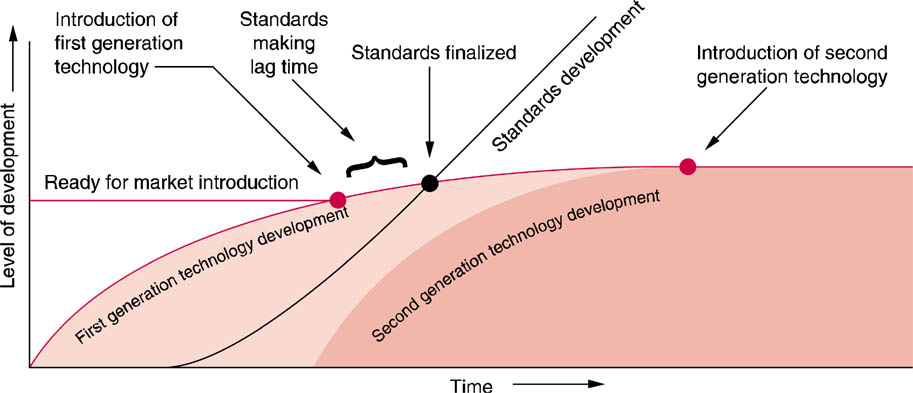 Introduction of
first generation
technology
Standards
making
lag time
Standards finalized
Standards development
Introduction of second
generation technology
Level of development
Ready for market introduction
First generation technology development
Second generation technology development
Time